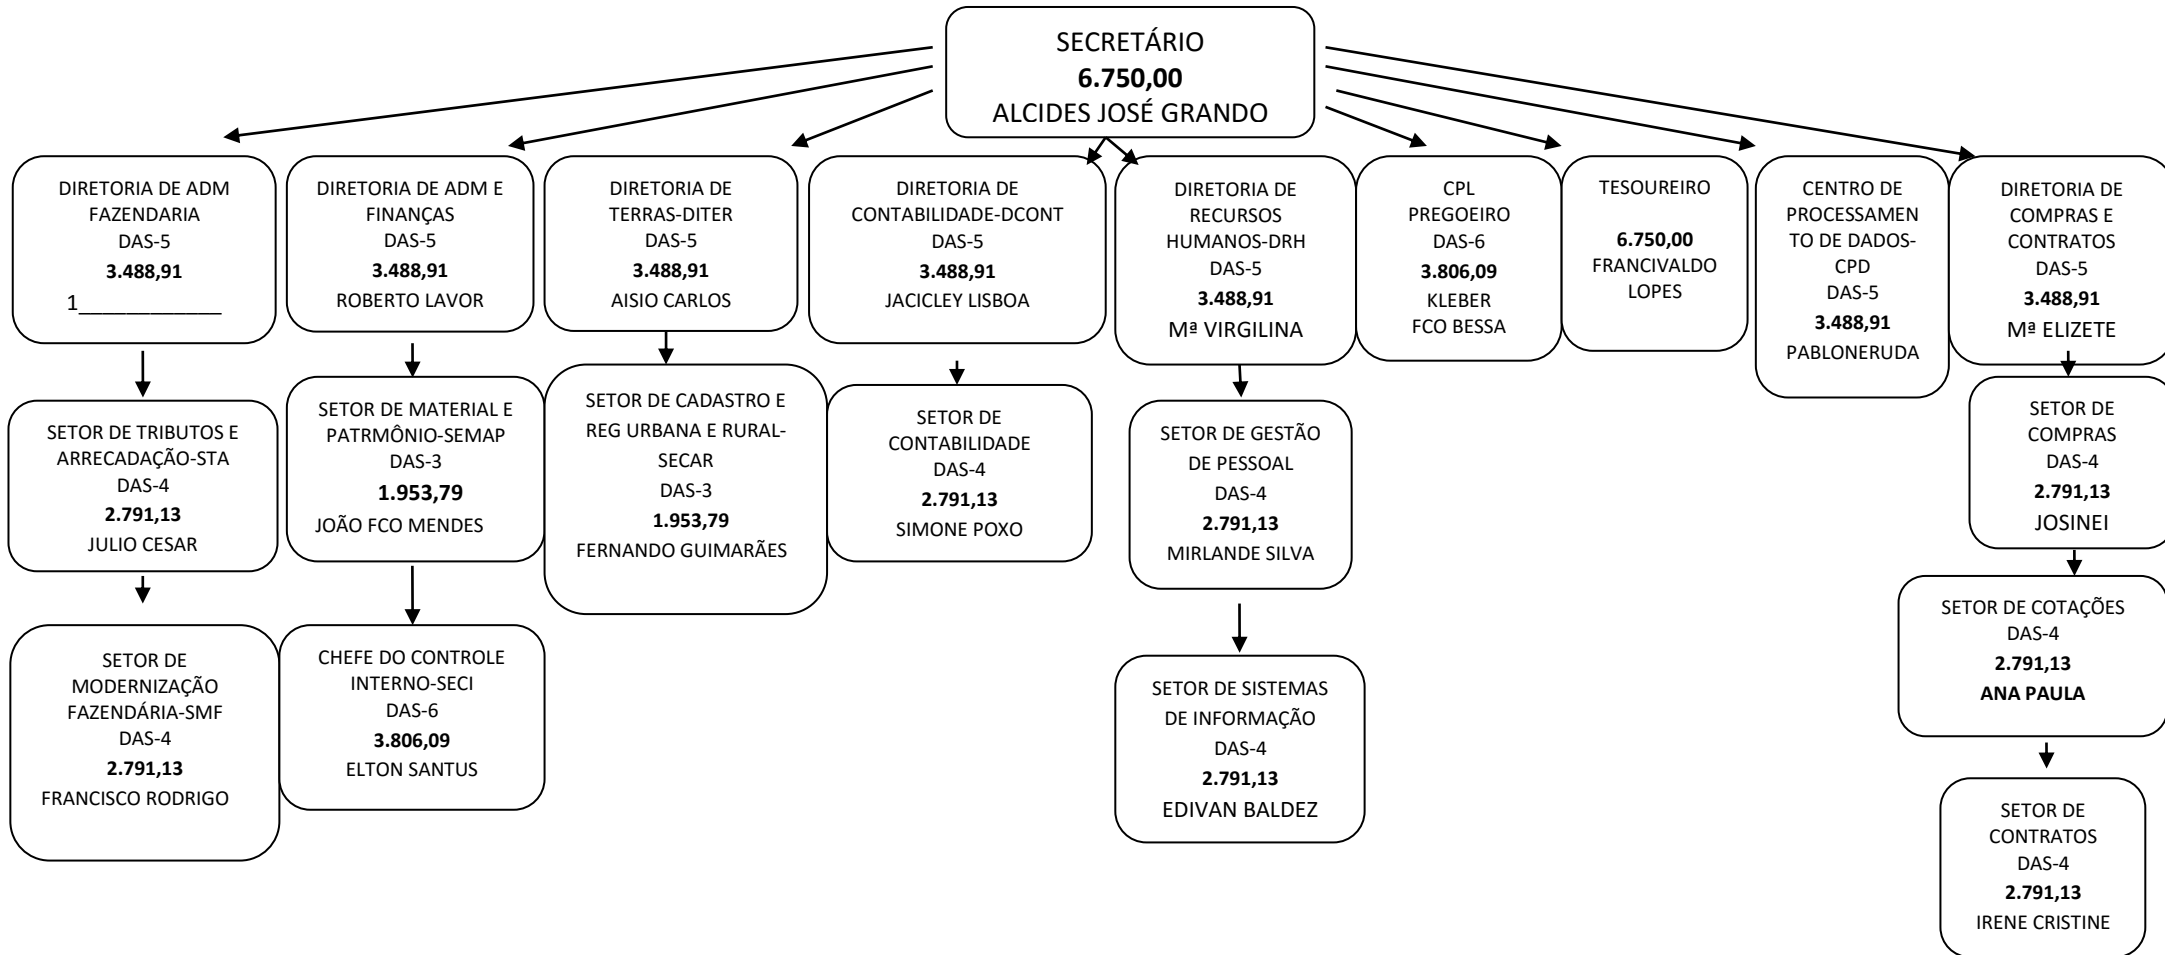 SECRETÁRIO
6.750,00
ALCIDES JOSÉ GRANDO
DIRETORIA DE ADM
FAZENDARIA
DAS-5
3.488,91
1____________
DIRETORIA DE ADM E
FINANÇAS
DAS-5
3.488,91
ROBERTO LAVOR
DIRETORIA DE
TERRAS-DITER
DAS-5
3.488,91
AISIO CARLOS
DIRETORIA DE
CONTABILIDADE-DCONT
DAS-5
3.488,91
JACICLEY LISBOA
DIRETORIA DE
RECURSOS
HUMANOS-DRH
DAS-5
3.488,91
Mª VIRGILINA
CPL
PREGOEIRO
DAS-6
3.806,09
KLEBER
FCO BESSA
TESOUREIRO
6.750,00
FRANCIVALDO
LOPES
CENTRO DE
PROCESSAMEN
TO DE DADOS-
CPD
DAS-5
3.488,91
PABLONERUDA
DIRETORIA DE
COMPRAS E
CONTRATOS
DAS-5
3.488,91
Mª ELIZETE
SETOR DE TRIBUTOS E
ARRECADAÇÃO-STA
DAS-4
2.791,13
JULIO CESAR
SETOR DE MATERIAL E
PATRMÔNIO-SEMAP
DAS-3
1.953,79
JOÃO FCO MENDES
SETOR DE CADASTRO E
REG URBANA E RURAL-
SECAR
DAS-3
1.953,79
FERNANDO GUIMARÃES
SETOR DE
CONTABILIDADE
DAS-4
2.791,13
SIMONE POXO
SETOR DE GESTÃO
DE PESSOAL
DAS-4
2.791,13
MIRLANDE SILVA
SETOR DE
COMPRAS
DAS-4
2.791,13
JOSINEI
SETOR DE
MODERNIZAÇÃO
FAZENDÁRIA-SMF
DAS-4
2.791,13
FRANCISCO RODRIGO
CHEFE DO CONTROLE
INTERNO-SECI
DAS-6
3.806,09
ELTON SANTUS
SETOR DE SISTEMAS
DE INFORMAÇÃO
DAS-4
2.791,13
EDIVAN BALDEZ
SETOR DE COTAÇÕES
DAS-4
2.791,13
ANA PAULA
SETOR DE
CONTRATOS
DAS-4
2.791,13
IRENE CRISTINE